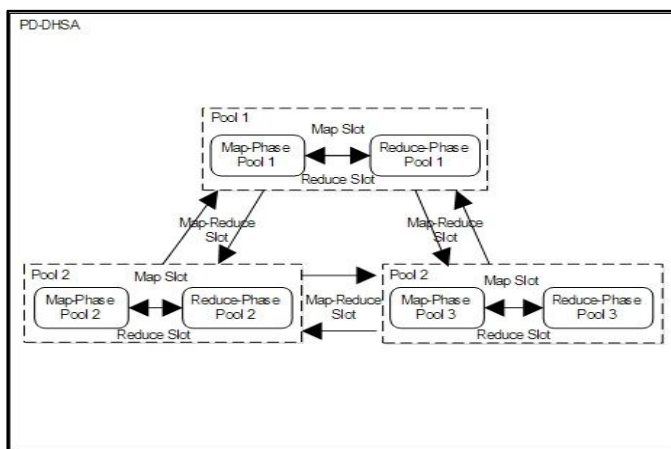 PD-DHSA
Pool 1
Map Slot
Map-Phase
Pool 1
Reduce-Phase
Pool 1
Reduce Slot
Map-Reduce
Slot
Map-Reduce
Slot
Pool 2
Map Slot
Map-Phase
Pool 2
Reduce-Phase
Pool 2
Reduce Slot
Map-Reduce
Slot
Pool 2
Map Slot
Map-Phase
Pool 3
Reduce-Phase
Pool 3
Reduce Slot